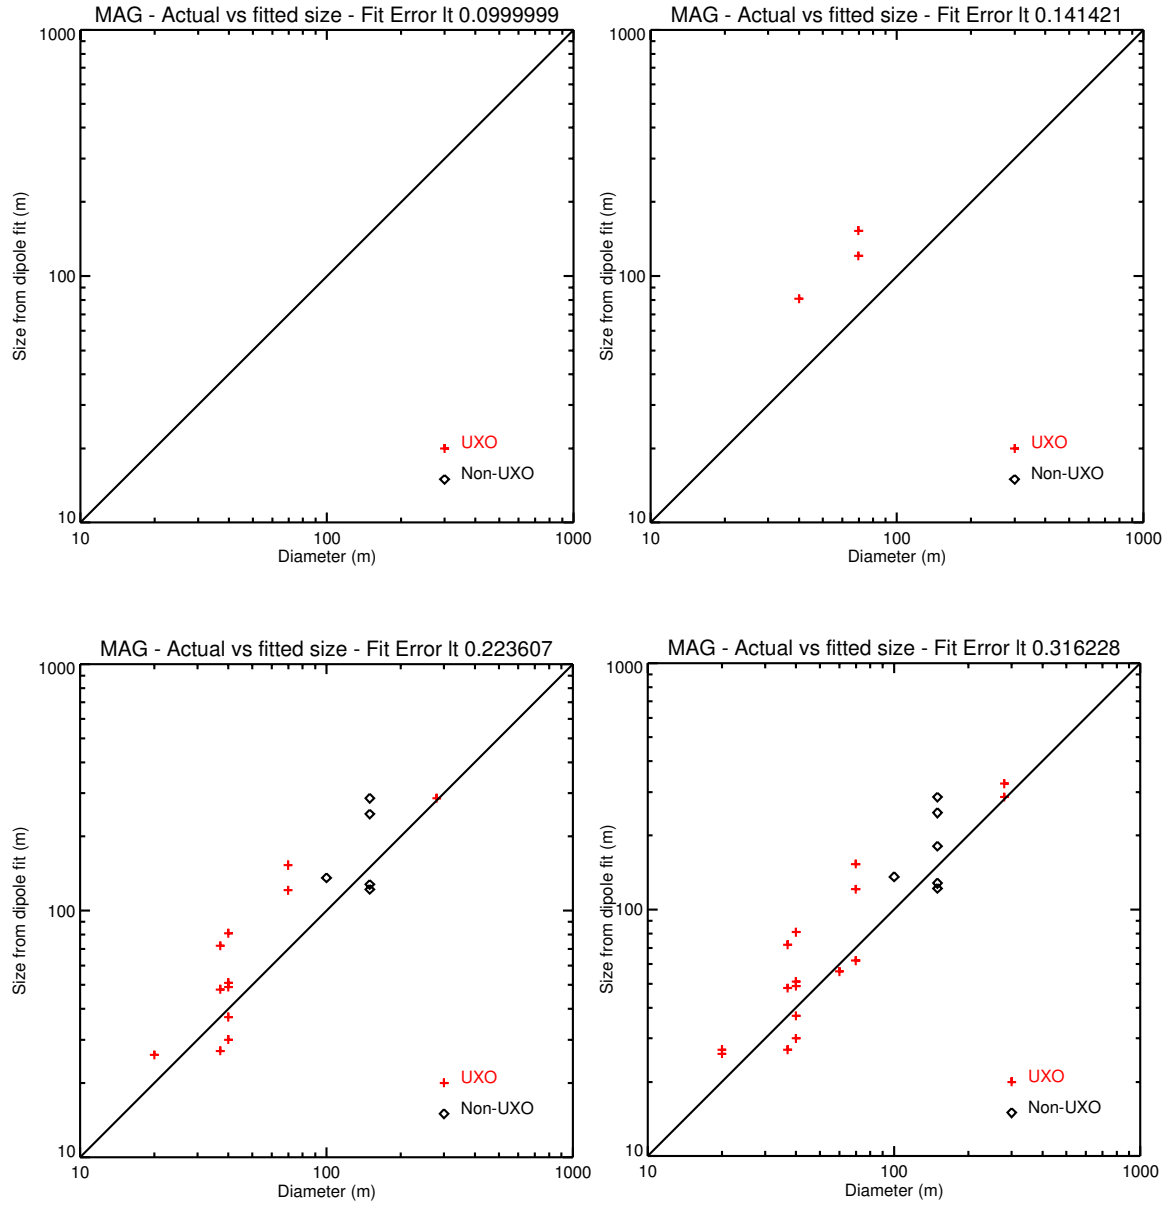 MAG - Actual vs fitted size - Fit Error lt 0.0999999
1000
100
10
Size from dipole fit (m)
UXO
Non-UXO
10
100
1000
Diameter (m)
MAG - Actual vs fitted size - Fit Error lt 0.141421
1000
100
10
Size from dipole fit (m)
UXO
Non-UXO
10
100
1000
Diameter (m)
MAG - Actual vs fitted size - Fit Error lt 0.223607
1000
100
10
Size from dipole fit (m)
UXO
Non-UXO
10
100
1000
Diameter (m)
MAG - Actual vs fitted size - Fit Error lt 0.316228
1000
100
10
Size from dipole fit (m)
UXO
Non-UXO
10
100
1000
Diameter (m)